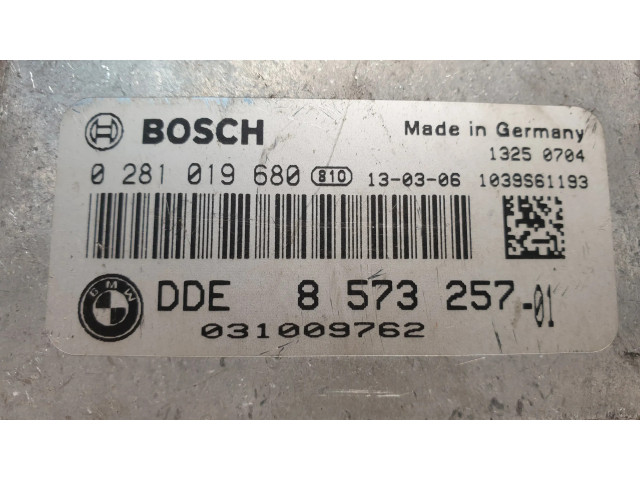 BOSCH Made in Germany
1325 0704
0 281 019 680 810 13-03-06 1039S61193
BMW DDE 8 573 257-01
031009762